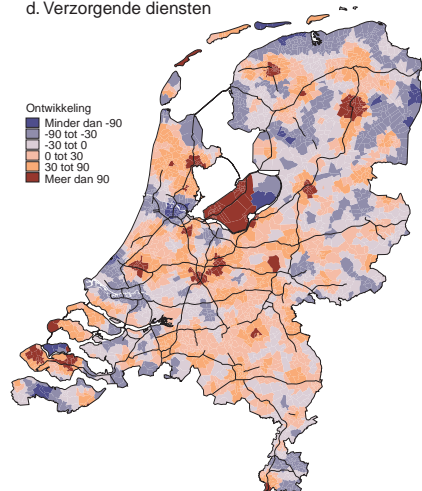 d. Verzorgende diensten
Ontwikkeling
Minder dan -90
-90 tot -30
-30 tot 0
0 tot 30
30 tot 90
Meer dan 90